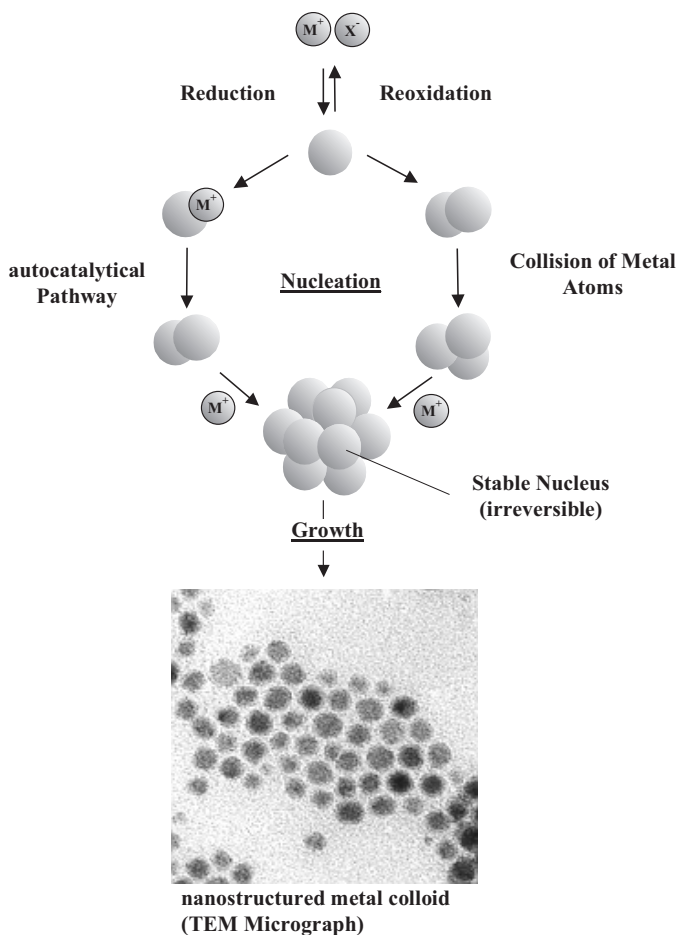 M⁺ X⁻
Reduction Reoxidation
M⁺
autocatalytical
Pathway
Nucleation
Collision of Metal
Atoms
M⁺ M⁺
Stable Nucleus
(irreversible)
Growth
nanostructured metal colloid
(TEM Micrograph)